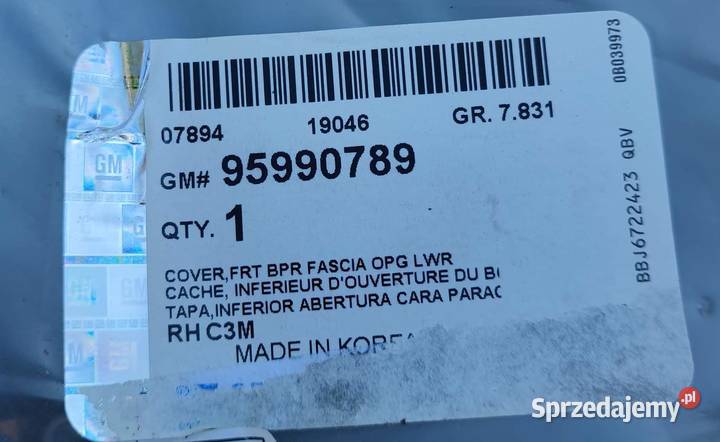 07894 19046 GR. 7.831
GM# 95990789
QTY. 1
COVER,FRT BPR FASCIA OPG LWR
CACHE, INFERIEUR D'OUVERTURE DU
TAPA,INFERIOR ABERTURA CARA PARAC
RH C3M
MADE IN KOREA
BBJ6722423 QBV 0B039973
GM
Sprzedajemy.pl